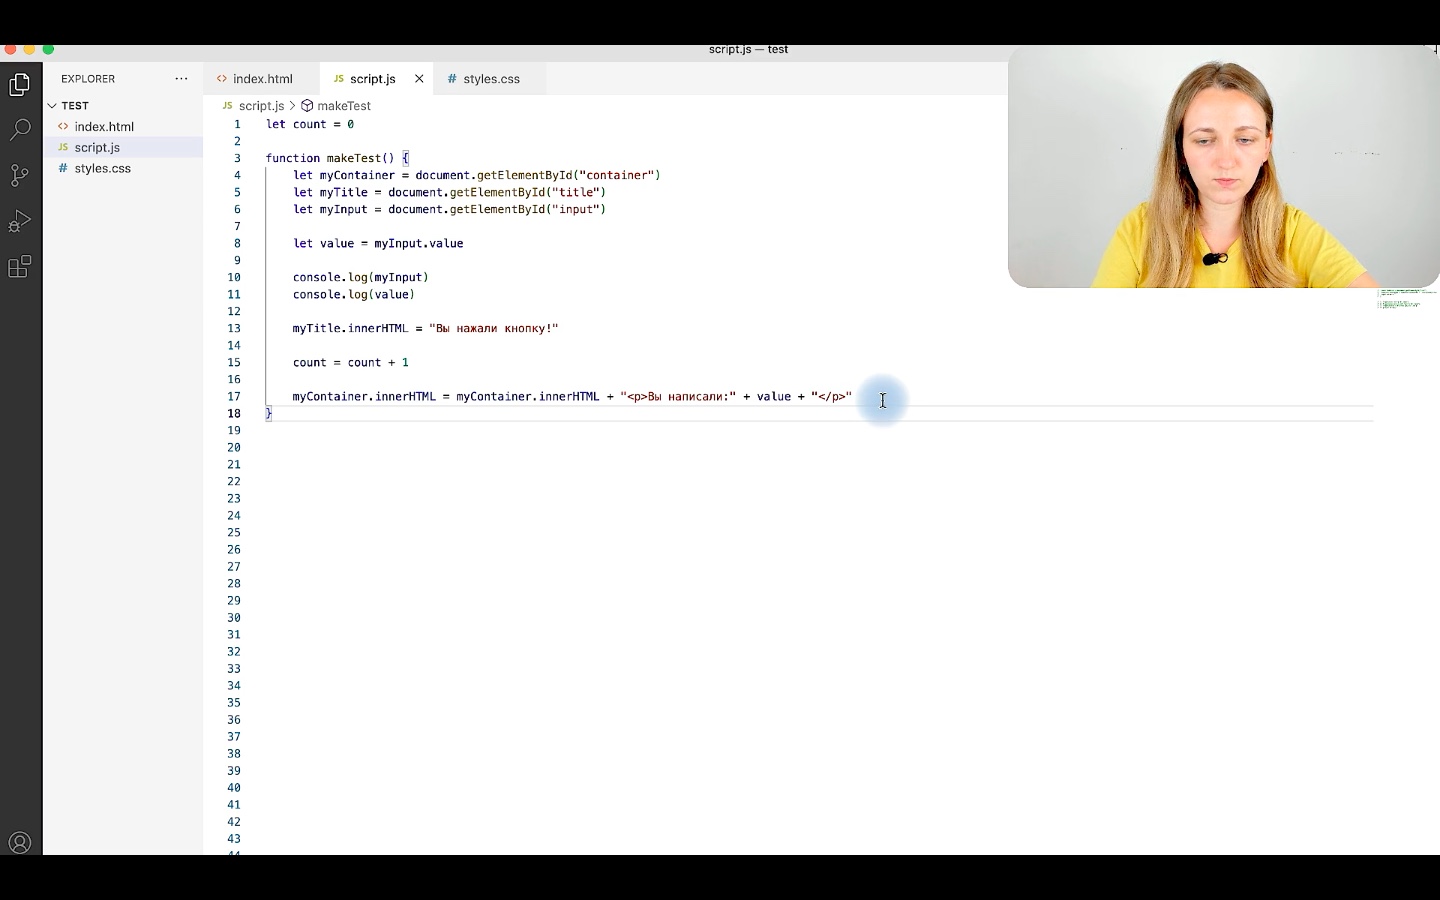 script.js — test
EXPLORER ···
index.html
script.js
styles.css
TEST
index.html
script.js
styles.css
script.js > makeTest
1 let count = 0
2
3 function makeTest() {
4 let myContainer = document.getElementById("container")
5 let myTitle = document.getElementById("title")
6 let myInput = document.getElementById("input")
7
8 let value = myInput.value
9
10 console.log(myInput)
11 console.log(value)
12
13 myTitle.innerHTML = "Вы нажали кнопку!"
14
15 count = count + 1
16
17 myContainer.innerHTML = myContainer.innerHTML + "<p>Вы написали:" + value + "</p>"
18 }
19
20
21
22
23
24
25
26
27
28
29
30
31
32
33
34
35
36
37
38
39
40
41
42
43